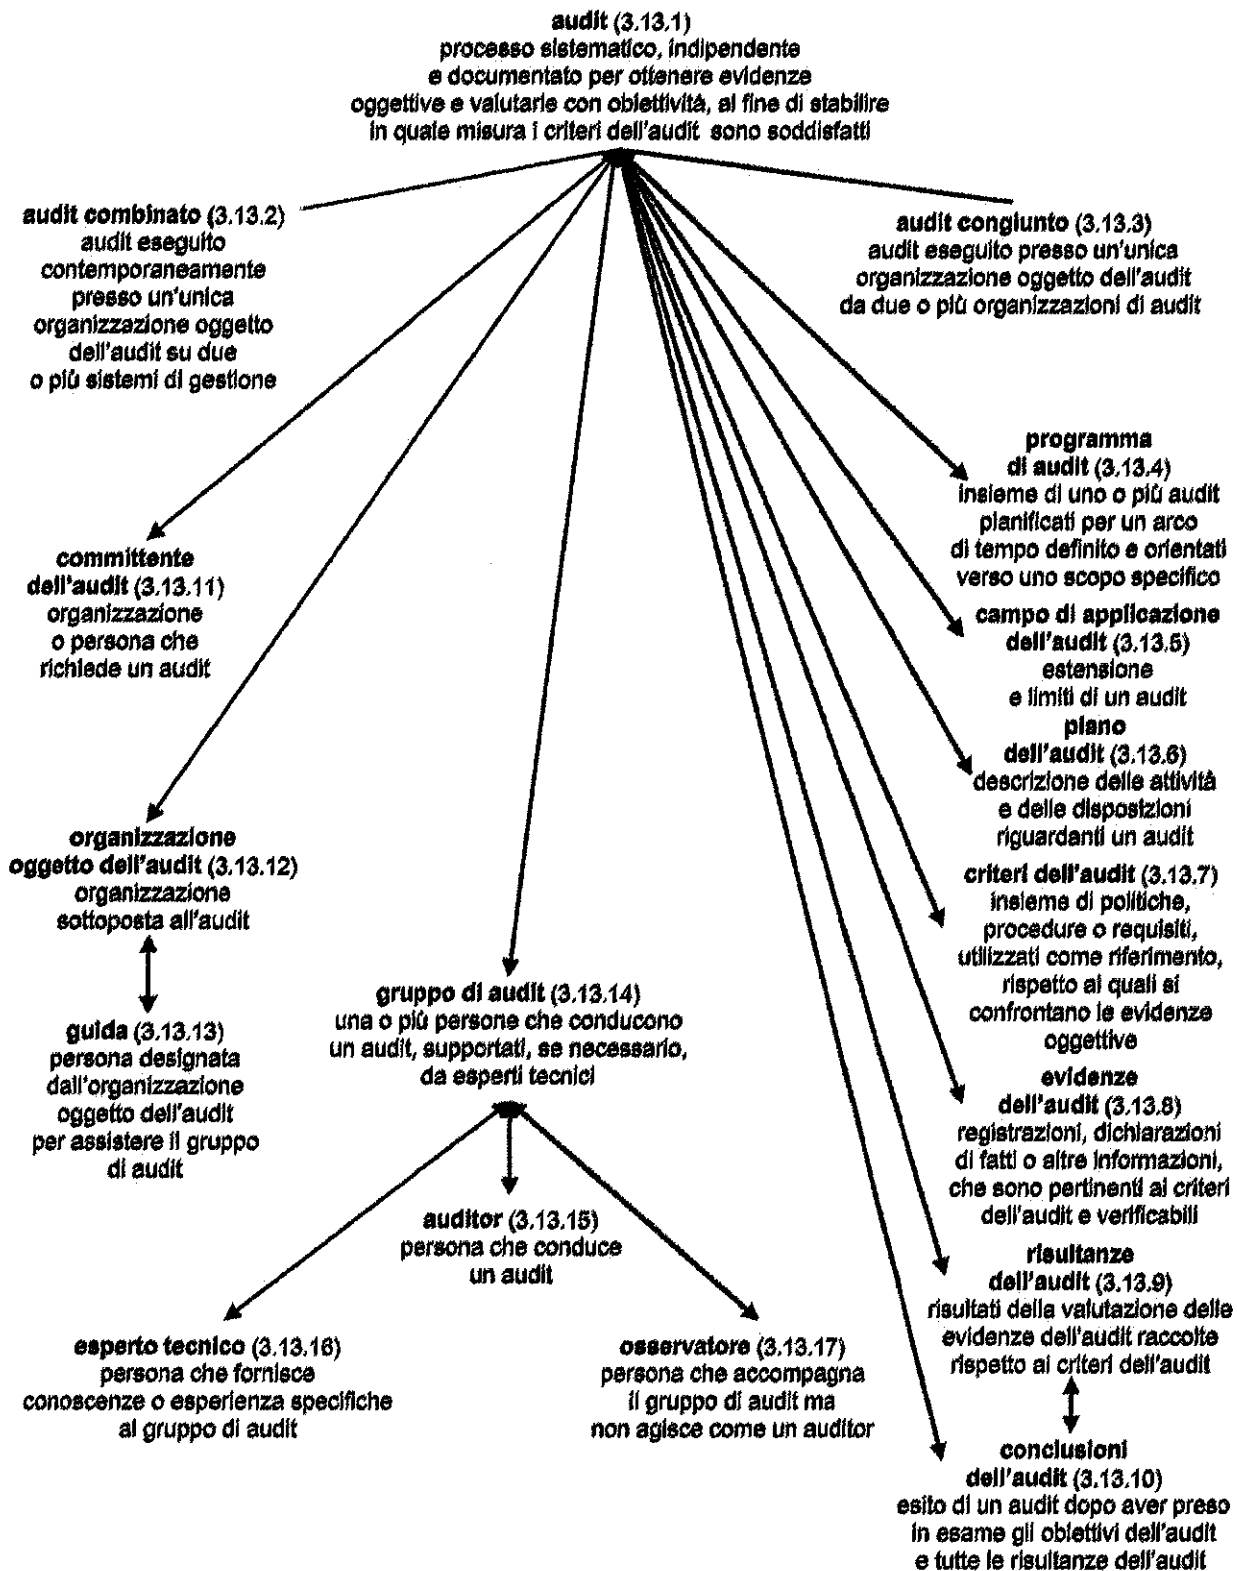 audit (3.13.1)
processo sistematico, indipendente
e documentato per ottenere evidenze
oggettive e valutarle con obiettività, al fine di stabilire
in quale misura i criteri dell'audit sono soddisfatti
audit combinato (3.13.2)
audit eseguito
contemporaneamente
presso un'unica
organizzazione oggetto
dell'audit su due
o più sistemi di gestione
audit congiunto (3.13.3)
audit eseguito presso un'unica
organizzazione oggetto dell'audit
da due o più organizzazioni di audit
programma
di audit (3.13.4)
insieme di uno o più audit
planificati per un arco
di tempo definito e orientati
verso uno scopo specifico
committente
dell'audit (3.13.11)
organizzazione
o persona che
richiede un audit
campo di applicazione
dell'audit (3.13.5)
estensione
e limiti di un audit
piano
dell'audit (3.13.6)
descrizione delle attività
e delle disposizioni
riguardanti un audit
organizzazione
oggetto dell'audit (3.13.12)
organizzazione
sottoposta all'audit
criteri dell'audit (3.13.7)
insieme di politiche,
procedure o requisiti,
utilizzati come riferimento,
rispetto ai quali si
confrontano le evidenze
oggettive
guida (3.13.13)
persona designata
dall'organizzazione
oggetto dell'audit
per assistere il gruppo
di audit
gruppo di audit (3.13.14)
una o più persone che conducono
un audit, supportati, se necessario,
da esperti tecnici
evidenze
dell'audit (3.13.8)
registrazioni, dichiarazioni
di fatti o altre informazioni,
che sono pertinenti ai criteri
dell'audit e verificabili
auditor (3.13.15)
persona che conduce
un audit
risultanze
dell'audit (3.13.9)
risultati della valutazione delle
evidenze dell'audit raccolte
rispetto ai criteri dell'audit
esperto tecnico (3.13.16)
persona che fornisce
conoscenze o esperienza specifiche
al gruppo di audit
osservatore (3.13.17)
persona che accompagna
il gruppo di audit ma
non agisce come un auditor
conclusioni
dell'audit (3.13.10)
esito di un audit dopo aver preso
in esame gli obiettivi dell'audit
e tutte le risultanze dell'audit